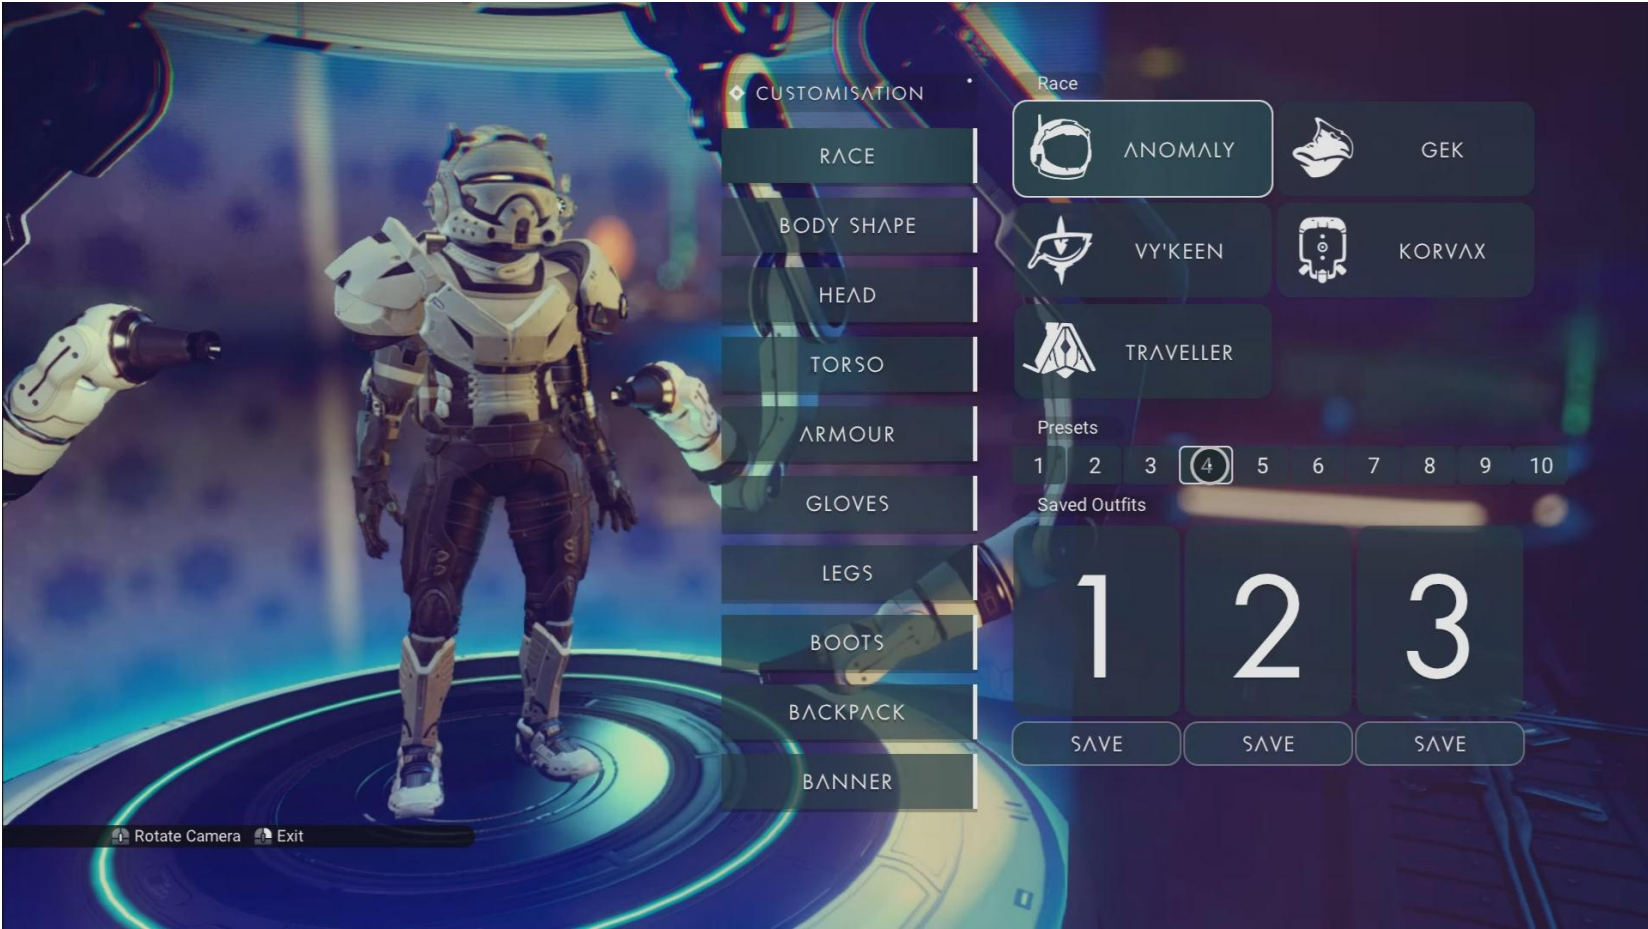 CUSTOMISATION
RACE
BODY SHAPE
HEAD
TORSO
ARMOUR
GLOVES
LEGS
BOOTS
BACKPACK
BANNER
Race
ANOMALY
GEK
VY'KEEN
KORVAX
TRAVELLER
Presets
1 2 3 4 5 6 7 8 9 10
Saved Outfits
1 2 3
SAVE SAVE SAVE
Rotate Camera Exit